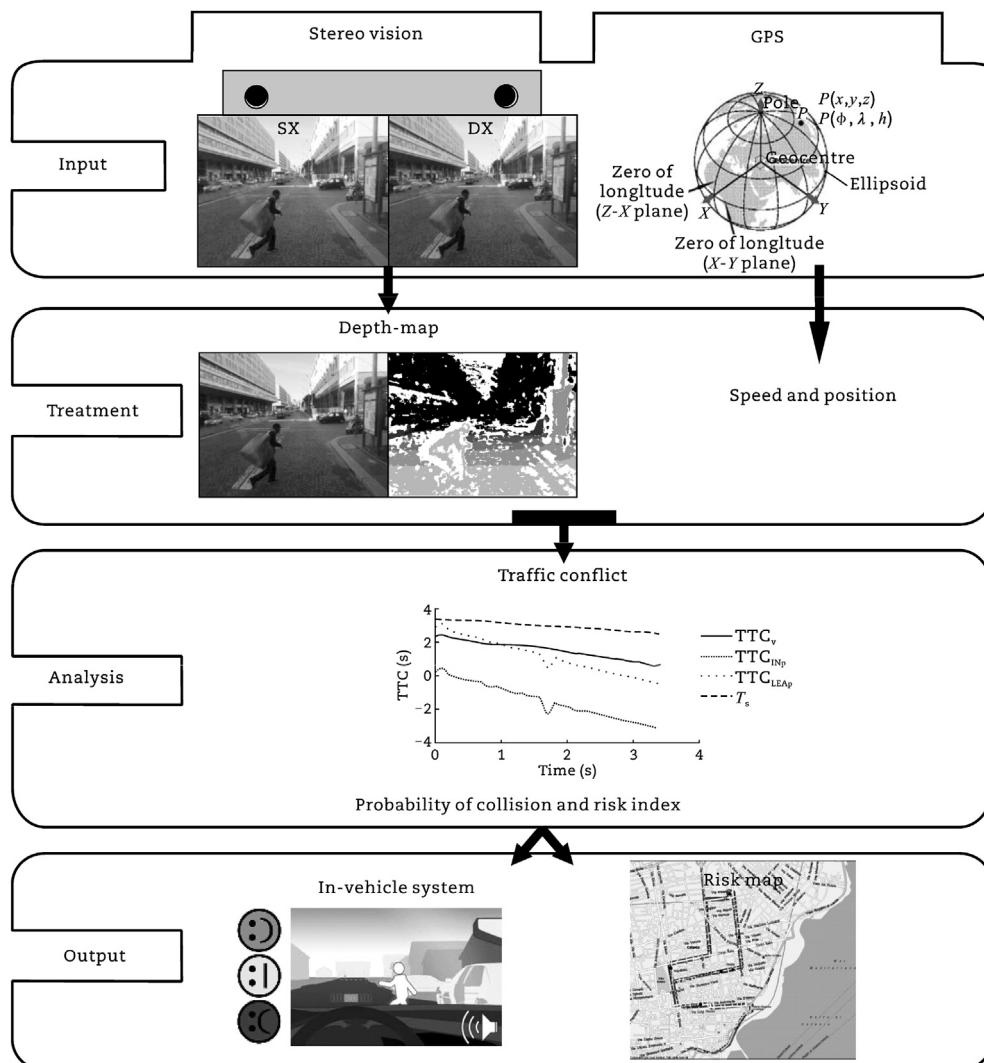 Stereo vision
GPS
SX
DX
Input
Z
Pole
P
P(x,y,z)
P(ϕ, λ, h)
Geocentre
Zero of
longltude
(Z-X plane)
X
Y
Ellipsoid
Zero of longltude
(X-Y plane)
Depth-map
Treatment
Speed and position
Traffic conflict
Analysis
TTC (s)
4
2
0
−2
−4
0
1
2
3
4
Time (s)
TTCv
TTCINp
TTCLEAp
Ts
Probability of collision and risk index
In-vehicle system
Risk map
Output